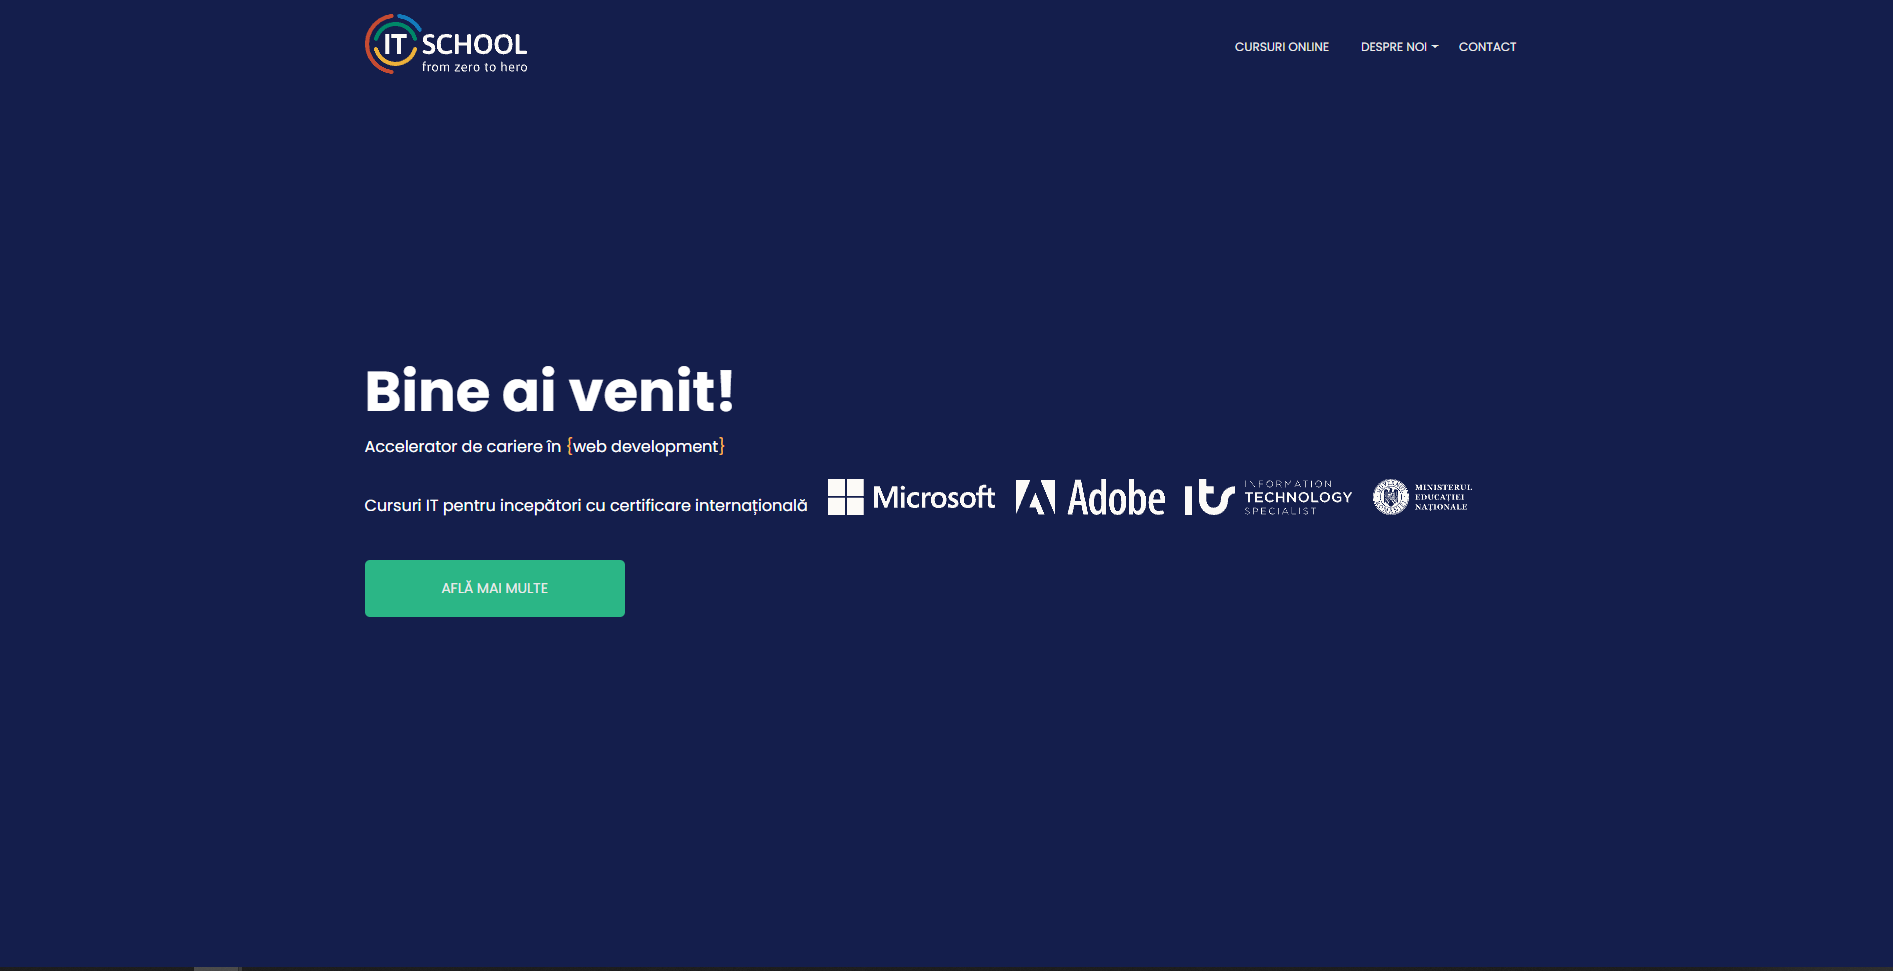 IT SCHOOL
from zero to hero
CURSURI ONLINE
DESPRE NOI
CONTACT
Bine ai venit!
Accelerator de cariere în {web development}
Cursuri IT pentru incepători cu certificare internațională
Microsoft
Adobe
its
INFORMATION
TECHNOLOGY
SPECIALIST
MINISTERUL
EDUCAȚIEI
NAȚIONALE
AFLĂ MAI MULTE